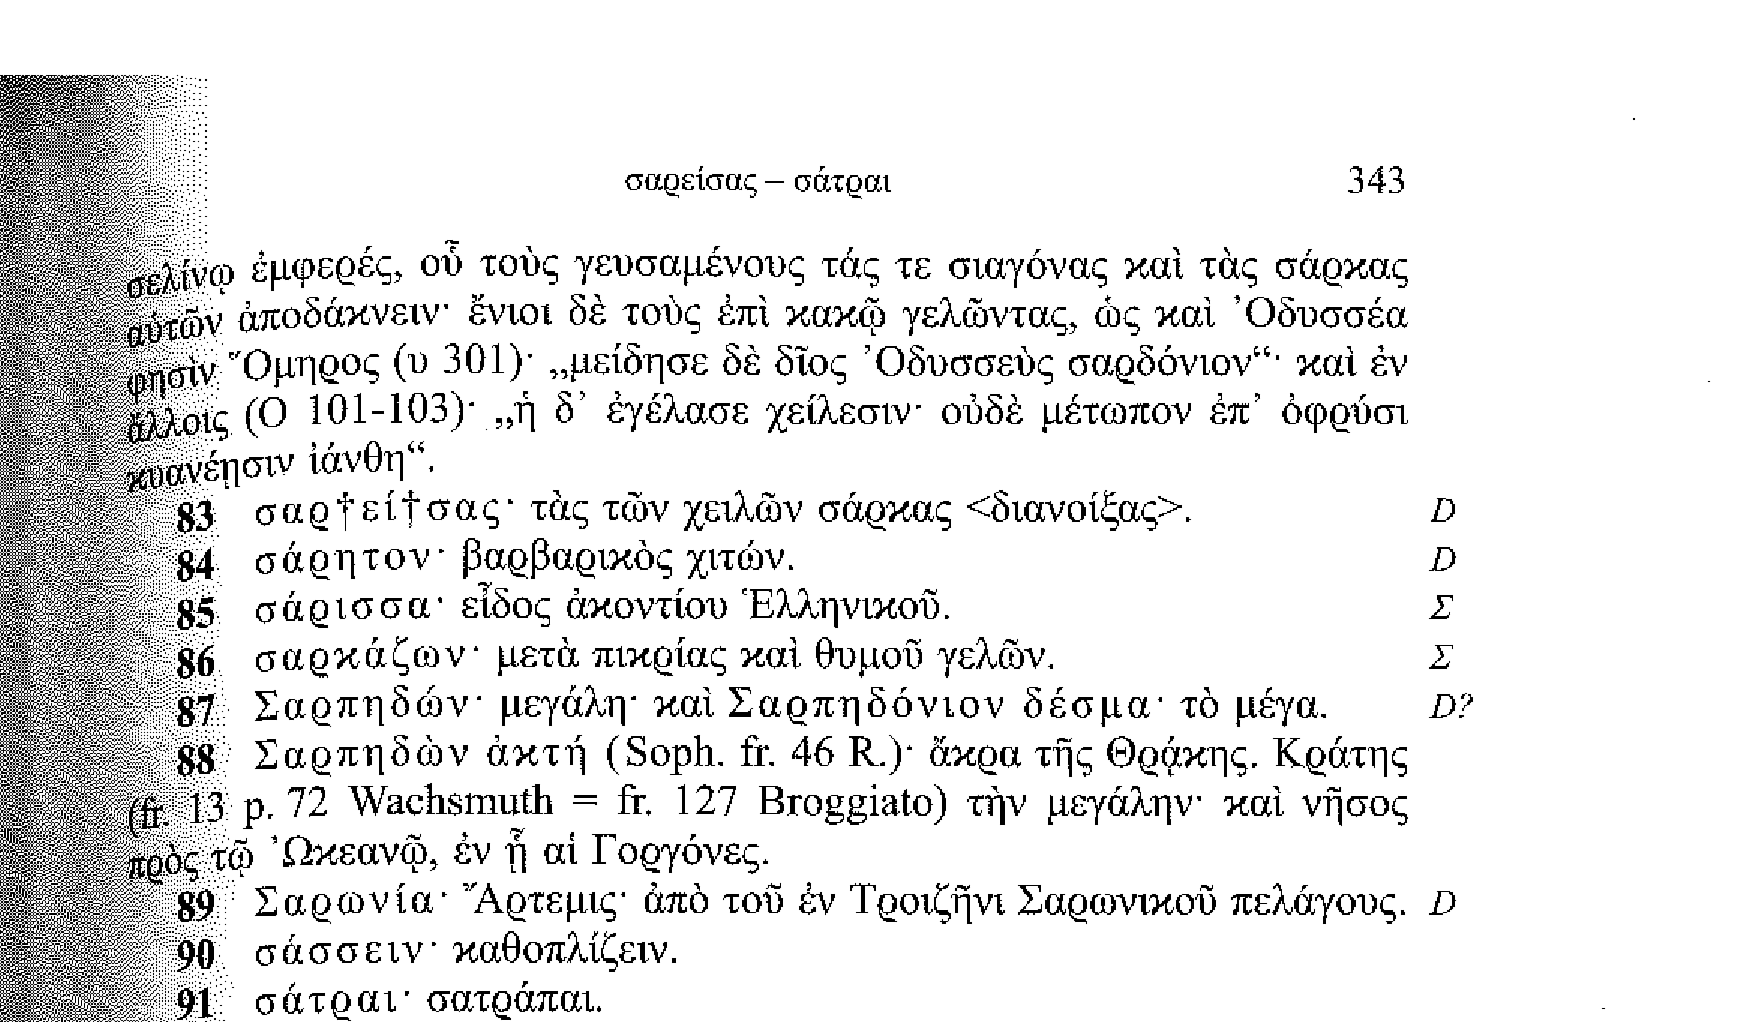 σαρείσας – σάτραι 343
σελίνῳ ἐμφερές, οὗ τοὺς γευσαμένους τάς τε σιαγόνας καὶ τὰς σάρκας
αὑτῶν ἀποδάκνειν· ἔνιοι δὲ τοὺς ἐπὶ κακῷ γελῶντας, ὡς καὶ Ὀδυσσέα
φησὶν Ὅμηρος (υ 301)· „μείδησε δὲ δῖος Ὀδυσσεὺς σαρδόνιον“· καὶ ἐν
ἄλλοις (Ο 101-103)· „ἡ δ’ ἐγέλασε χείλεσιν· οὐδὲ μέτωπον ἐπ’ ὀφρύσι
κυανέῃσιν ἰάνθη“.
83 σαρ†εί†σας· τὰς τῶν χειλῶν σάρκας <διανοίξας>. D
84 σάρητον· βαρβαρικὸς χιτών. D
85 σάρισσα· εἶδος ἀκοντίου Ἑλληνικοῦ. Σ
86 σαρκάζων· μετὰ πικρίας καὶ θυμοῦ γελῶν. Σ
87 Σαρπηδών· μεγάλη· καὶ Σαρπηδόνιον δέσμα· τὸ μέγα. D?
88 Σαρπηδὼν ἀκτή (Soph. fr. 46 R.)· ἄκρα τῆς Θρᾴκης. Κράτης
(fr. 13 p. 72 Wachsmuth = fr. 127 Broggiato) τὴν μεγάλην· καὶ νῆσος
πρὸς τῷ Ὠκεανῷ, ἐν ᾗ αἱ Γοργόνες.
89 Σαρωνία· Ἄρτεμις· ἀπὸ τοῦ ἐν Τροιζῆνι Σαρωνικοῦ πελάγους. D
90 σάσσειν· καθοπλίζειν.
91 σάτραι· σατράπαι.